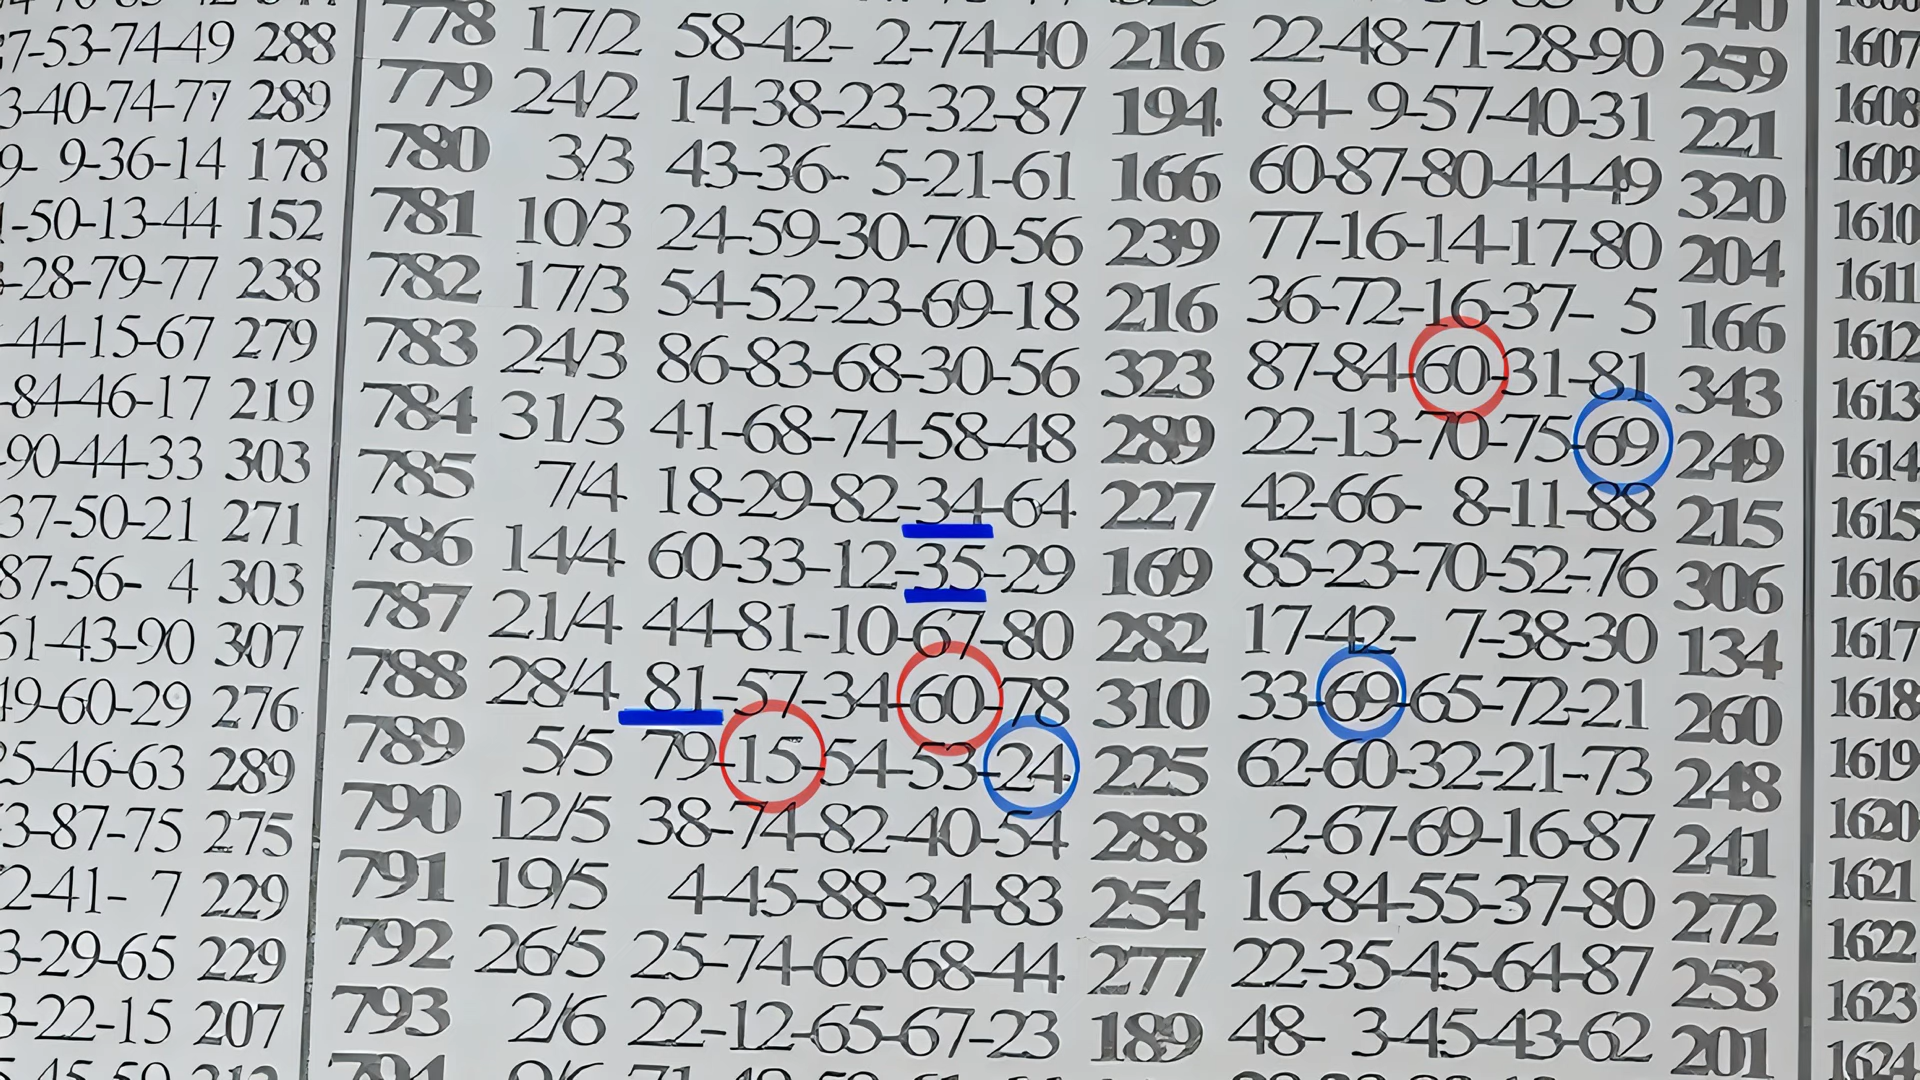 7-53-74-49 288 778 17/2 58-42- 2-74-40 216 22-48-71-28-90 259 1607
3-40-74-77 289 779 24/2 14-38-23-32-87 194 84- 9-57-40-31 221 1608
9- 9-36-14 178 780 3/3 43-36- 5-21-61 166 60-87-80-44-49 320 1609
-50-13-44 152 781 10/3 24-59-30-70-56 239 77-16-14-17-80 204 1610
-28-79-77 238 782 17/3 54-52-23-69-18 216 36-72-16-37- 5 166 1611
-44-15-67 279 783 24/3 86-83-68-30-56 323 87-84-60-31-81 343 1612
-84-46-17 219 784 31/3 41-68-74-58-48 289 22-13-70-75-69 249 1613
-90-44-33 303 785 7/4 18-29-82-34-64 227 42-66- 8-11-88 215 1614
37-50-21 271 786 14/4 60-33-12-35-29 169 85-23-70-52-76 306 1615
87-56- 4 303 787 21/4 44-81-10-67-80 282 17-42- 7-38-30 134 1616
61-43-90 307 788 28/4 81-57-34-60-78 310 33-69-65-72-21 260 1617
49-60-29 276 789 5/5 79-15-54-53-24 225 62-60-32-21-73 248 1618
25-46-63 289 790 12/5 38-74-82-40-54 288 2-67-69-16-87 241 1619
3-87-75 275 791 19/5 4-45-88-34-83 254 16-84-55-37-80 272 1620
2-41- 7 229 792 26/5 25-74-66-68-44 277 22-35-45-64-87 253 1621
3-29-65 229 793 2/6 22-12-65-67-23 189 48- 3-45-43-62 201 1622
3-22-15 207 1623
1624